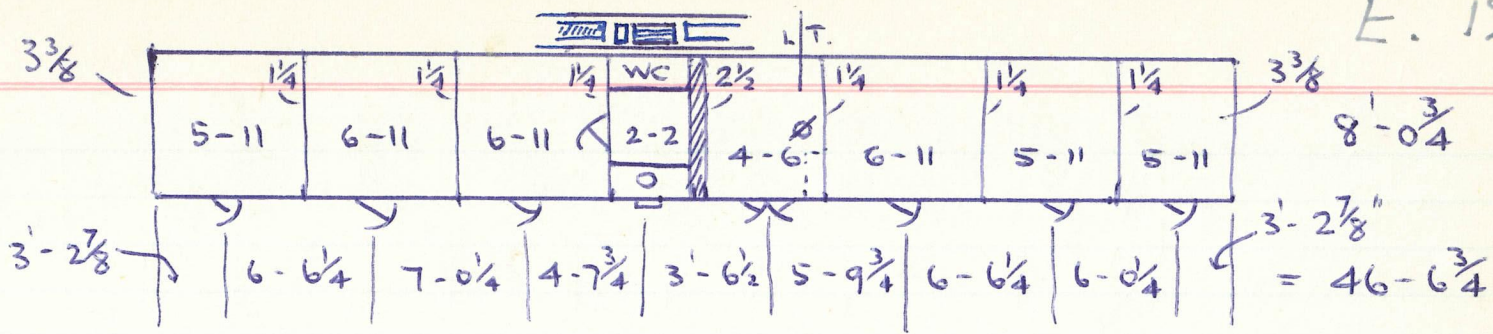 E. 1
L T.
3 3/8 1 1/4 1 1/4 1 1/4 WC 2 1/2 1 1/4 1 1/4 1 1/4 3 3/8
8'-0 3/4
5-11 6-11 6-11 2-2 4-6 6-11 5-11 5-11
O
3'-2 7/8 6-6 1/4 7-0 1/4 4-7 3/4 3'-6 1/2 5-9 3/4 6-6 1/4 6-0 1/4 3'-2 7/8"
= 46-6 3/4